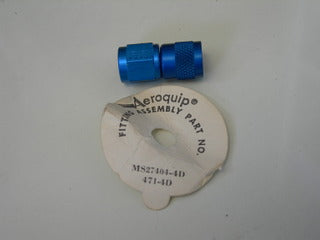 Aeroquip®
FITTING ASSEMBLY PART NO.
MS27404-4D
471-4D